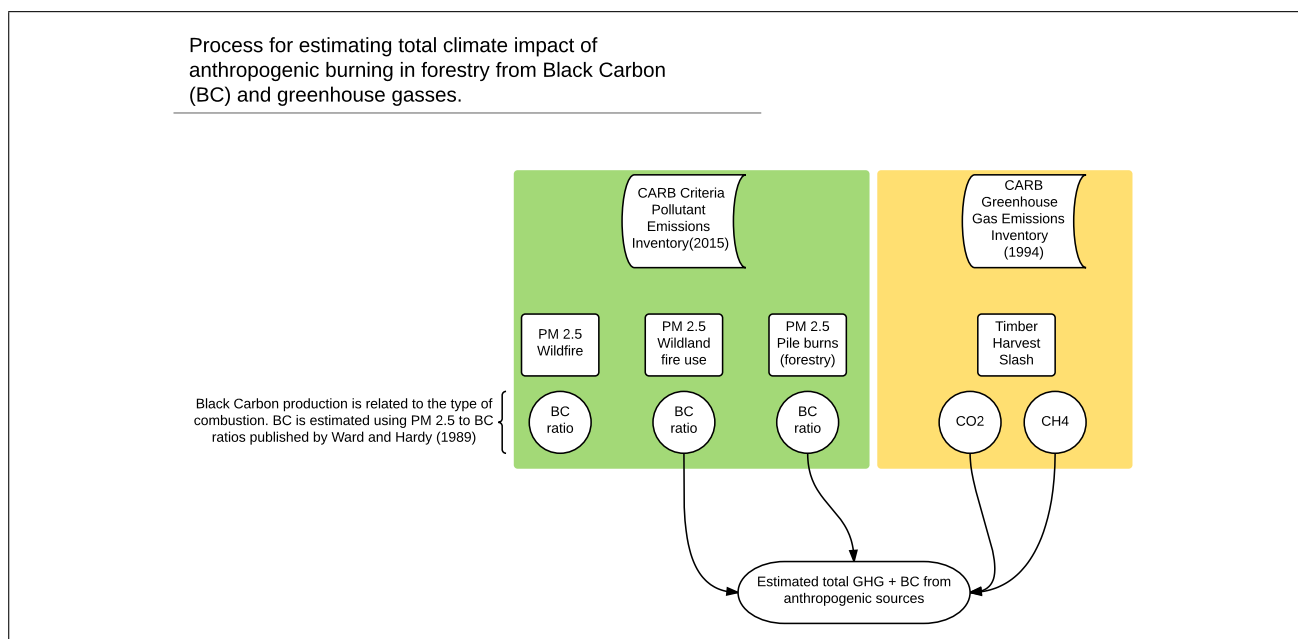 Process for estimating total climate impact of
anthropogenic burning in forestry from Black Carbon
(BC) and greenhouse gasses.
CARB Criteria
Pollutant
Emissions
Inventory(2015)
CARB
Greenhouse
Gas Emissions
Inventory
(1994)
PM 2.5
Wildfire
PM 2.5
Wildland
fire use
PM 2.5
Pile burns
(forestry)
Timber
Harvest
Slash
Black Carbon production is related to the type of
combustion. BC is estimated using PM 2.5 to BC
ratios published by Ward and Hardy (1989)
BC
ratio
BC
ratio
BC
ratio
CO2
CH4
Estimated total GHG + BC from
anthropogenic sources